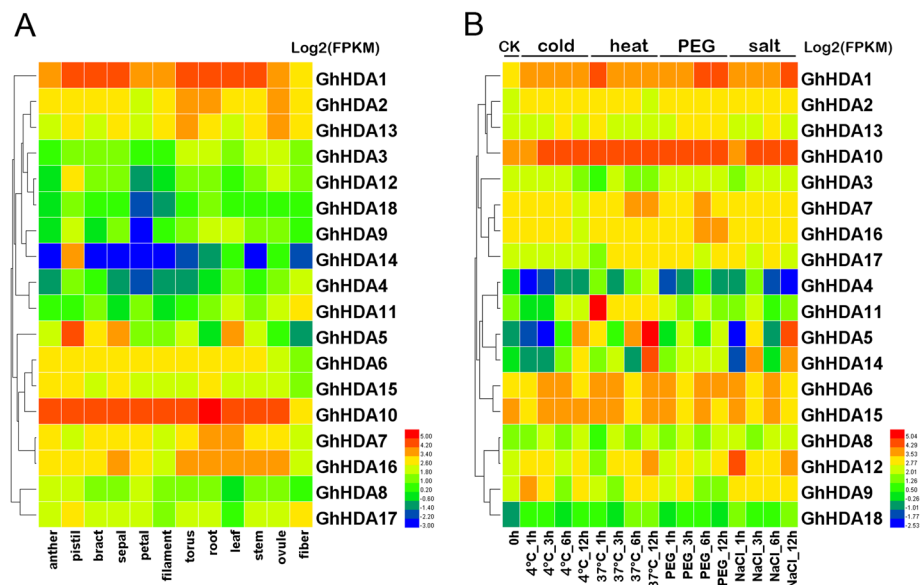 A
Log2(FPKM)
GhHDA1
GhHDA2
GhHDA13
GhHDA3
GhHDA12
GhHDA18
GhHDA9
GhHDA14
GhHDA4
GhHDA11
GhHDA5
GhHDA6
GhHDA15
GhHDA10
GhHDA7
GhHDA16
GhHDA8
GhHDA17
anther pistil bract sepal petal filament torus root leaf stem ovule fiber
5.00
4.20
3.40
2.60
1.80
1.00
0.20
-0.60
-1.40
-2.20
-3.00
B
CK cold heat PEG salt Log2(FPKM)
GhHDA1
GhHDA2
GhHDA13
GhHDA10
GhHDA3
GhHDA7
GhHDA16
GhHDA17
GhHDA4
GhHDA11
GhHDA5
GhHDA14
GhHDA6
GhHDA15
GhHDA8
GhHDA12
GhHDA9
GhHDA18
0h 4°C_1h 4°C_3h 4°C_6h 4°C_12h 37°C_1h 37°C_3h 37°C_6h 37°C_12h PEG_1h PEG_3h PEG_6h PEG_12h NaCl_1h NaCl_3h NaCl_6h NaCl_12h
5.04
4.29
3.53
2.77
2.02
1.26
0.50
-0.26
-1.01
-1.77
-2.53